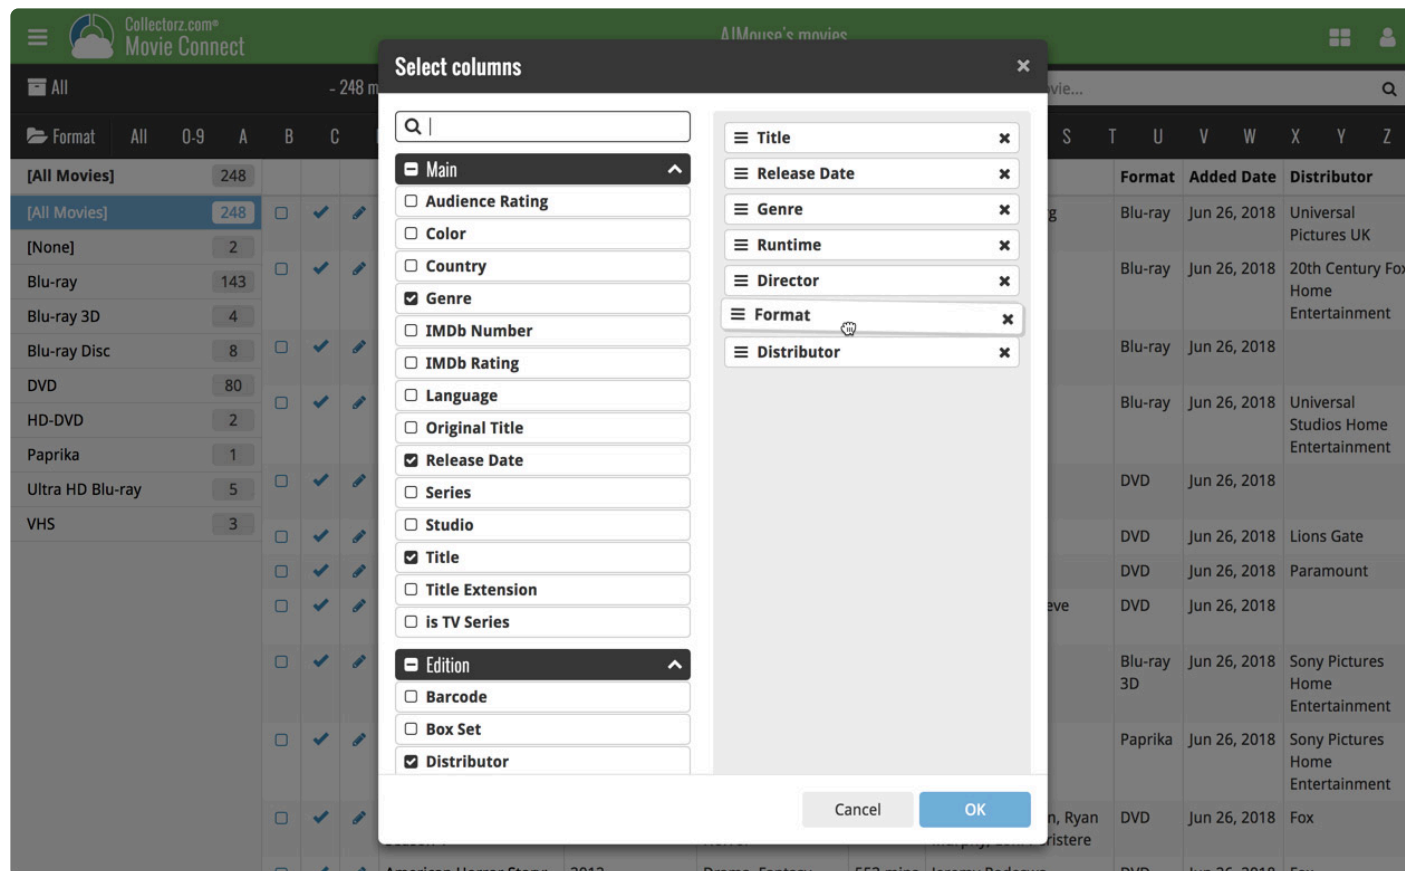 Collectorz.com®
Movie Connect
AJMouse's movies
All
- 248 m
vie...
Format All 0-9 A B C S T U V W X Y Z
[All Movies] 248
[All Movies] 248
[None] 2
Blu-ray 143
Blu-ray 3D 4
Blu-ray Disc 8
DVD 80
HD-DVD 2
Paprika 1
Ultra HD Blu-ray 5
VHS 3
Select columns
Main
Audience Rating
Color
Country
Genre
IMDb Number
IMDb Rating
Language
Original Title
Release Date
Series
Studio
Title
Title Extension
is TV Series
Edition
Barcode
Box Set
Distributor
Title
Release Date
Genre
Runtime
Director
Format
Distributor
Cancel OK
Format Added Date Distributor
g Blu-ray Jun 26, 2018 Universal
Pictures UK
Blu-ray Jun 26, 2018 20th Century Fox
Home
Entertainment
Blu-ray Jun 26, 2018
Blu-ray Jun 26, 2018 Universal
Studios Home
Entertainment
DVD Jun 26, 2018
DVD Jun 26, 2018 Lions Gate
DVD Jun 26, 2018 Paramount
eve DVD Jun 26, 2018
Blu-ray Jun 26, 2018 Sony Pictures
3D Home
Entertainment
Paprika Jun 26, 2018 Sony Pictures
Home
Entertainment
n, Ryan DVD Jun 26, 2018 Fox
ristere